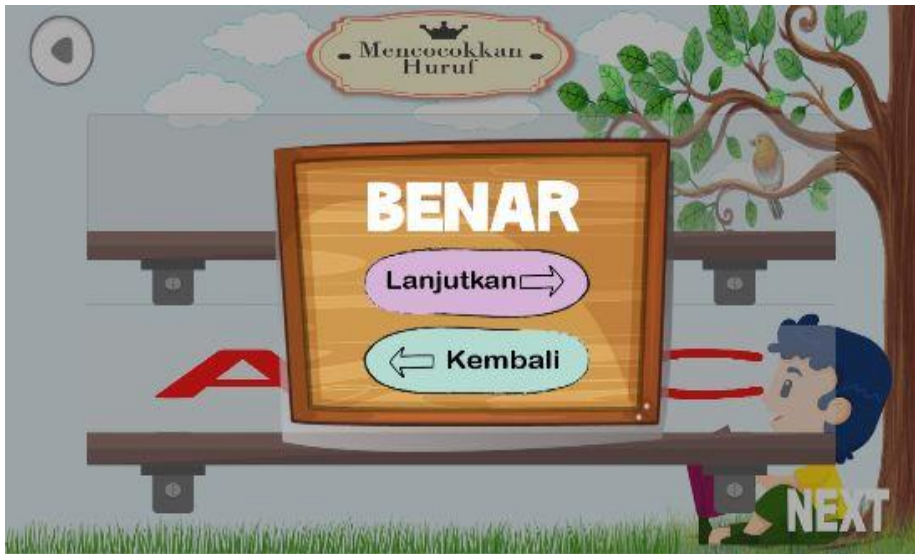 Mencocokkan
Huruf
BENAR
Lanjutkan
Kembali
A C
NEXT